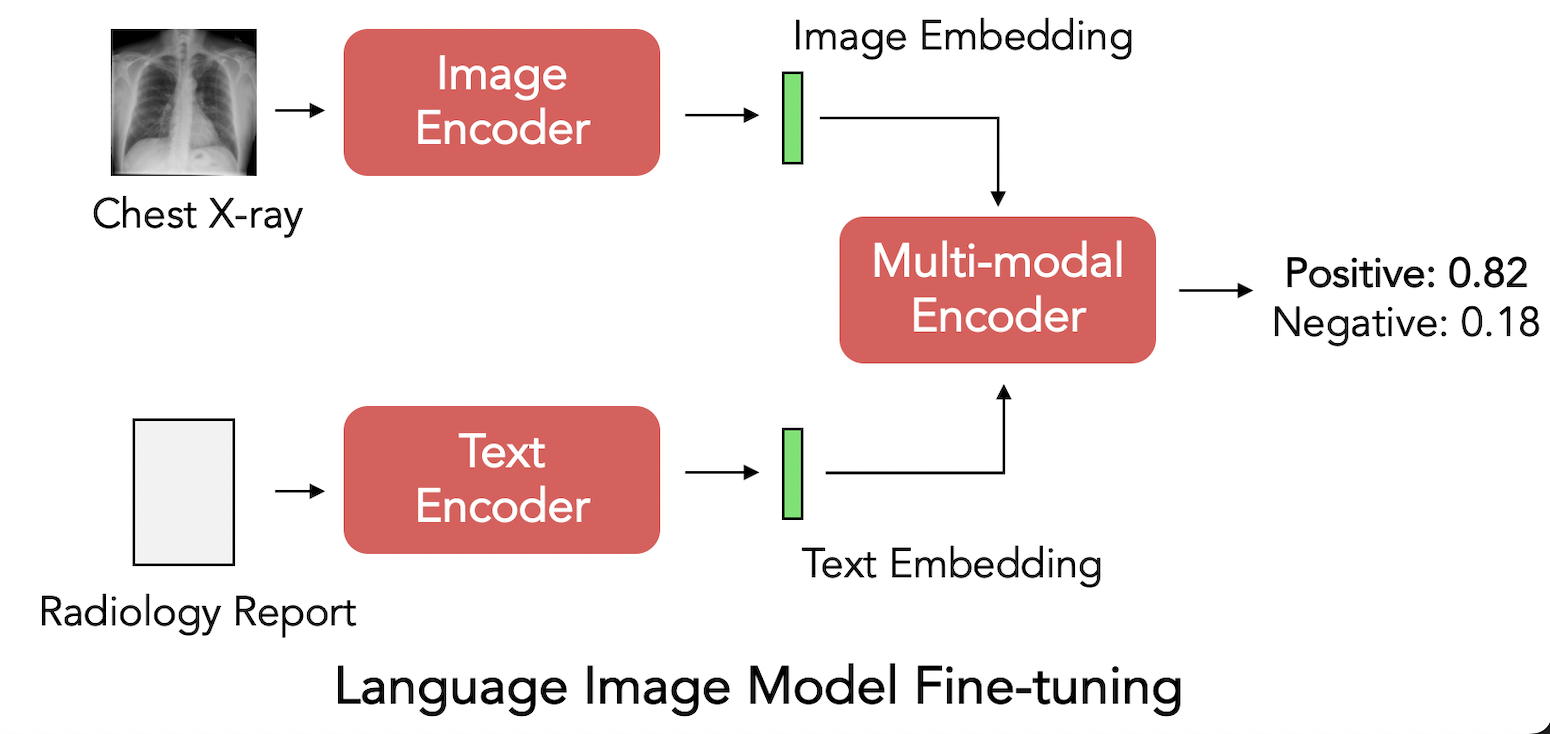 Image Embedding
Image
Encoder
Chest X-ray
Multi-modal
Encoder
Positive: 0.82
Negative: 0.18
Text
Encoder
Text Embedding
Radiology Report
Language Image Model Fine-tuning